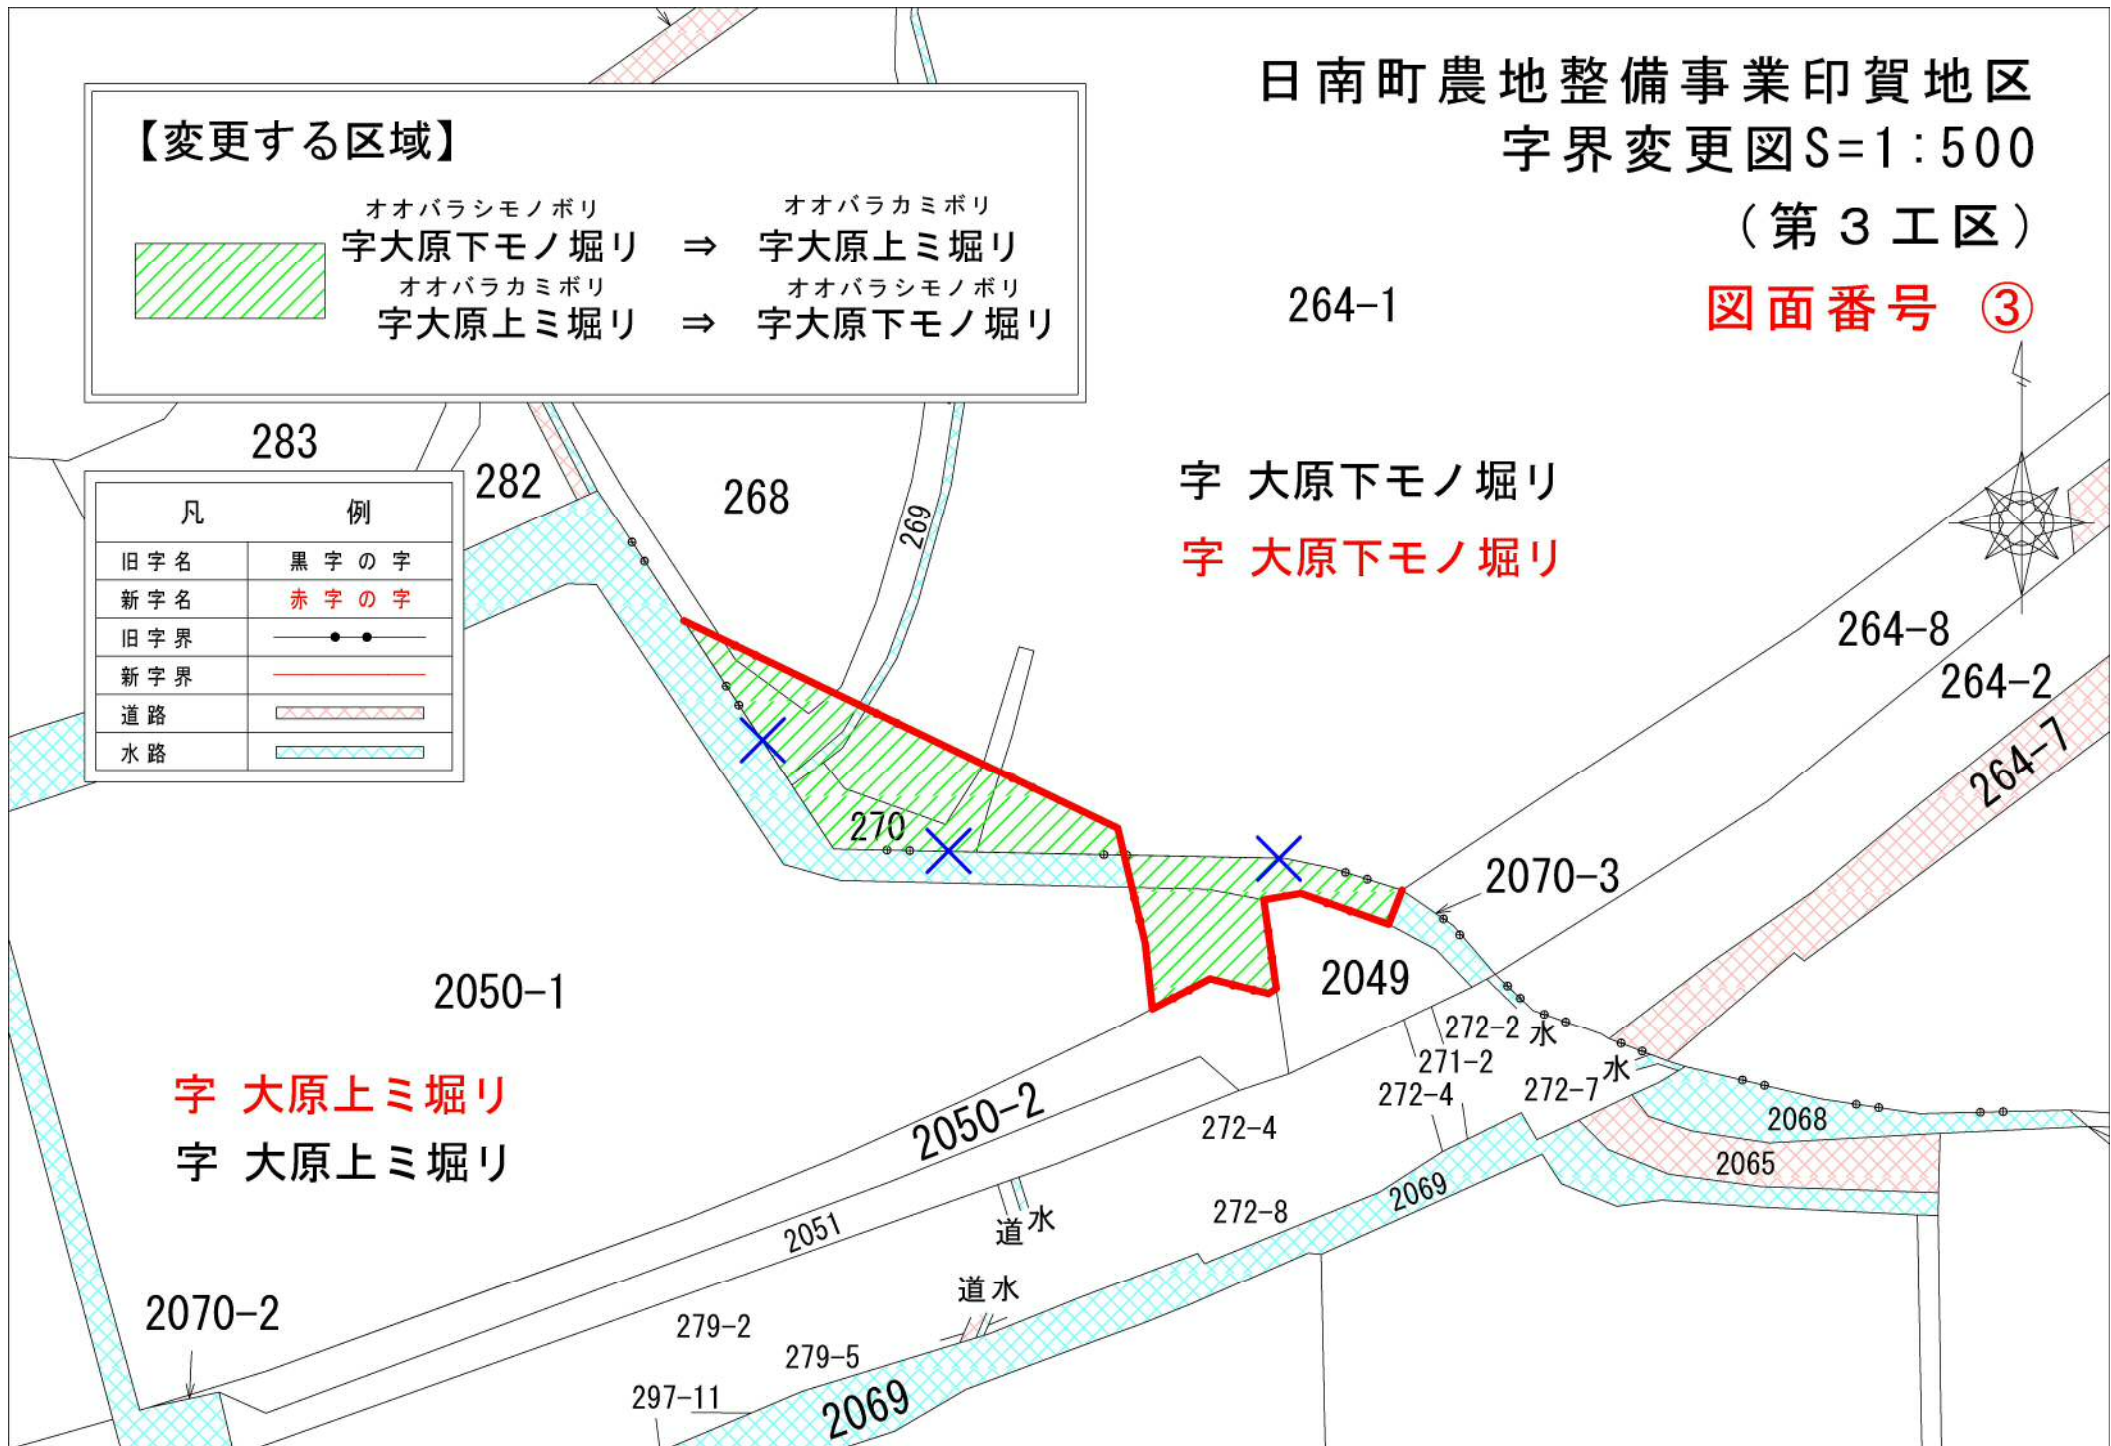 日南町農地整備事業印賀地区
字界変更図S=1:500
（第３工区）
図面番号 ③
【変更する区域】
オオバラシモノボリ オオバラカミボリ
字大原下モノ堀リ ⇒ 字大原上ミ堀リ
オオバラカミボリ オオバラシモノボリ
字大原上ミ堀リ ⇒ 字大原下モノ堀リ
264-1
283
282
268
269
凡 例
旧字名 黒字の字
新字名 赤字の字
旧字界
新字界
道路
水路
字 大原下モノ堀リ
字 大原下モノ堀リ
264-8
264-2
264-7
270
2070-3
2050-1
2049
272-2 水
271-2
272-4
272-7 水
字 大原上ミ堀リ
字 大原上ミ堀リ
2050-2
272-4
2068
2065
2069
272-8
2051
道 水
道 水
2070-2
279-2
279-5
297-11
2069